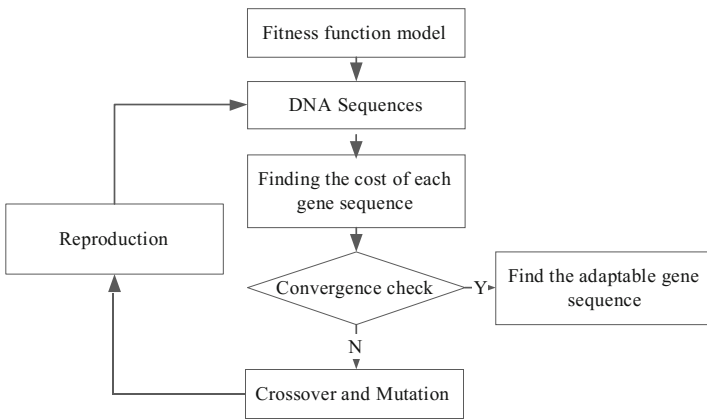 Fitness function model
DNA Sequences
Finding the cost of each
gene sequence
Reproduction
Convergence check
Y
Find the adaptable gene
sequence
N
Crossover and Mutation